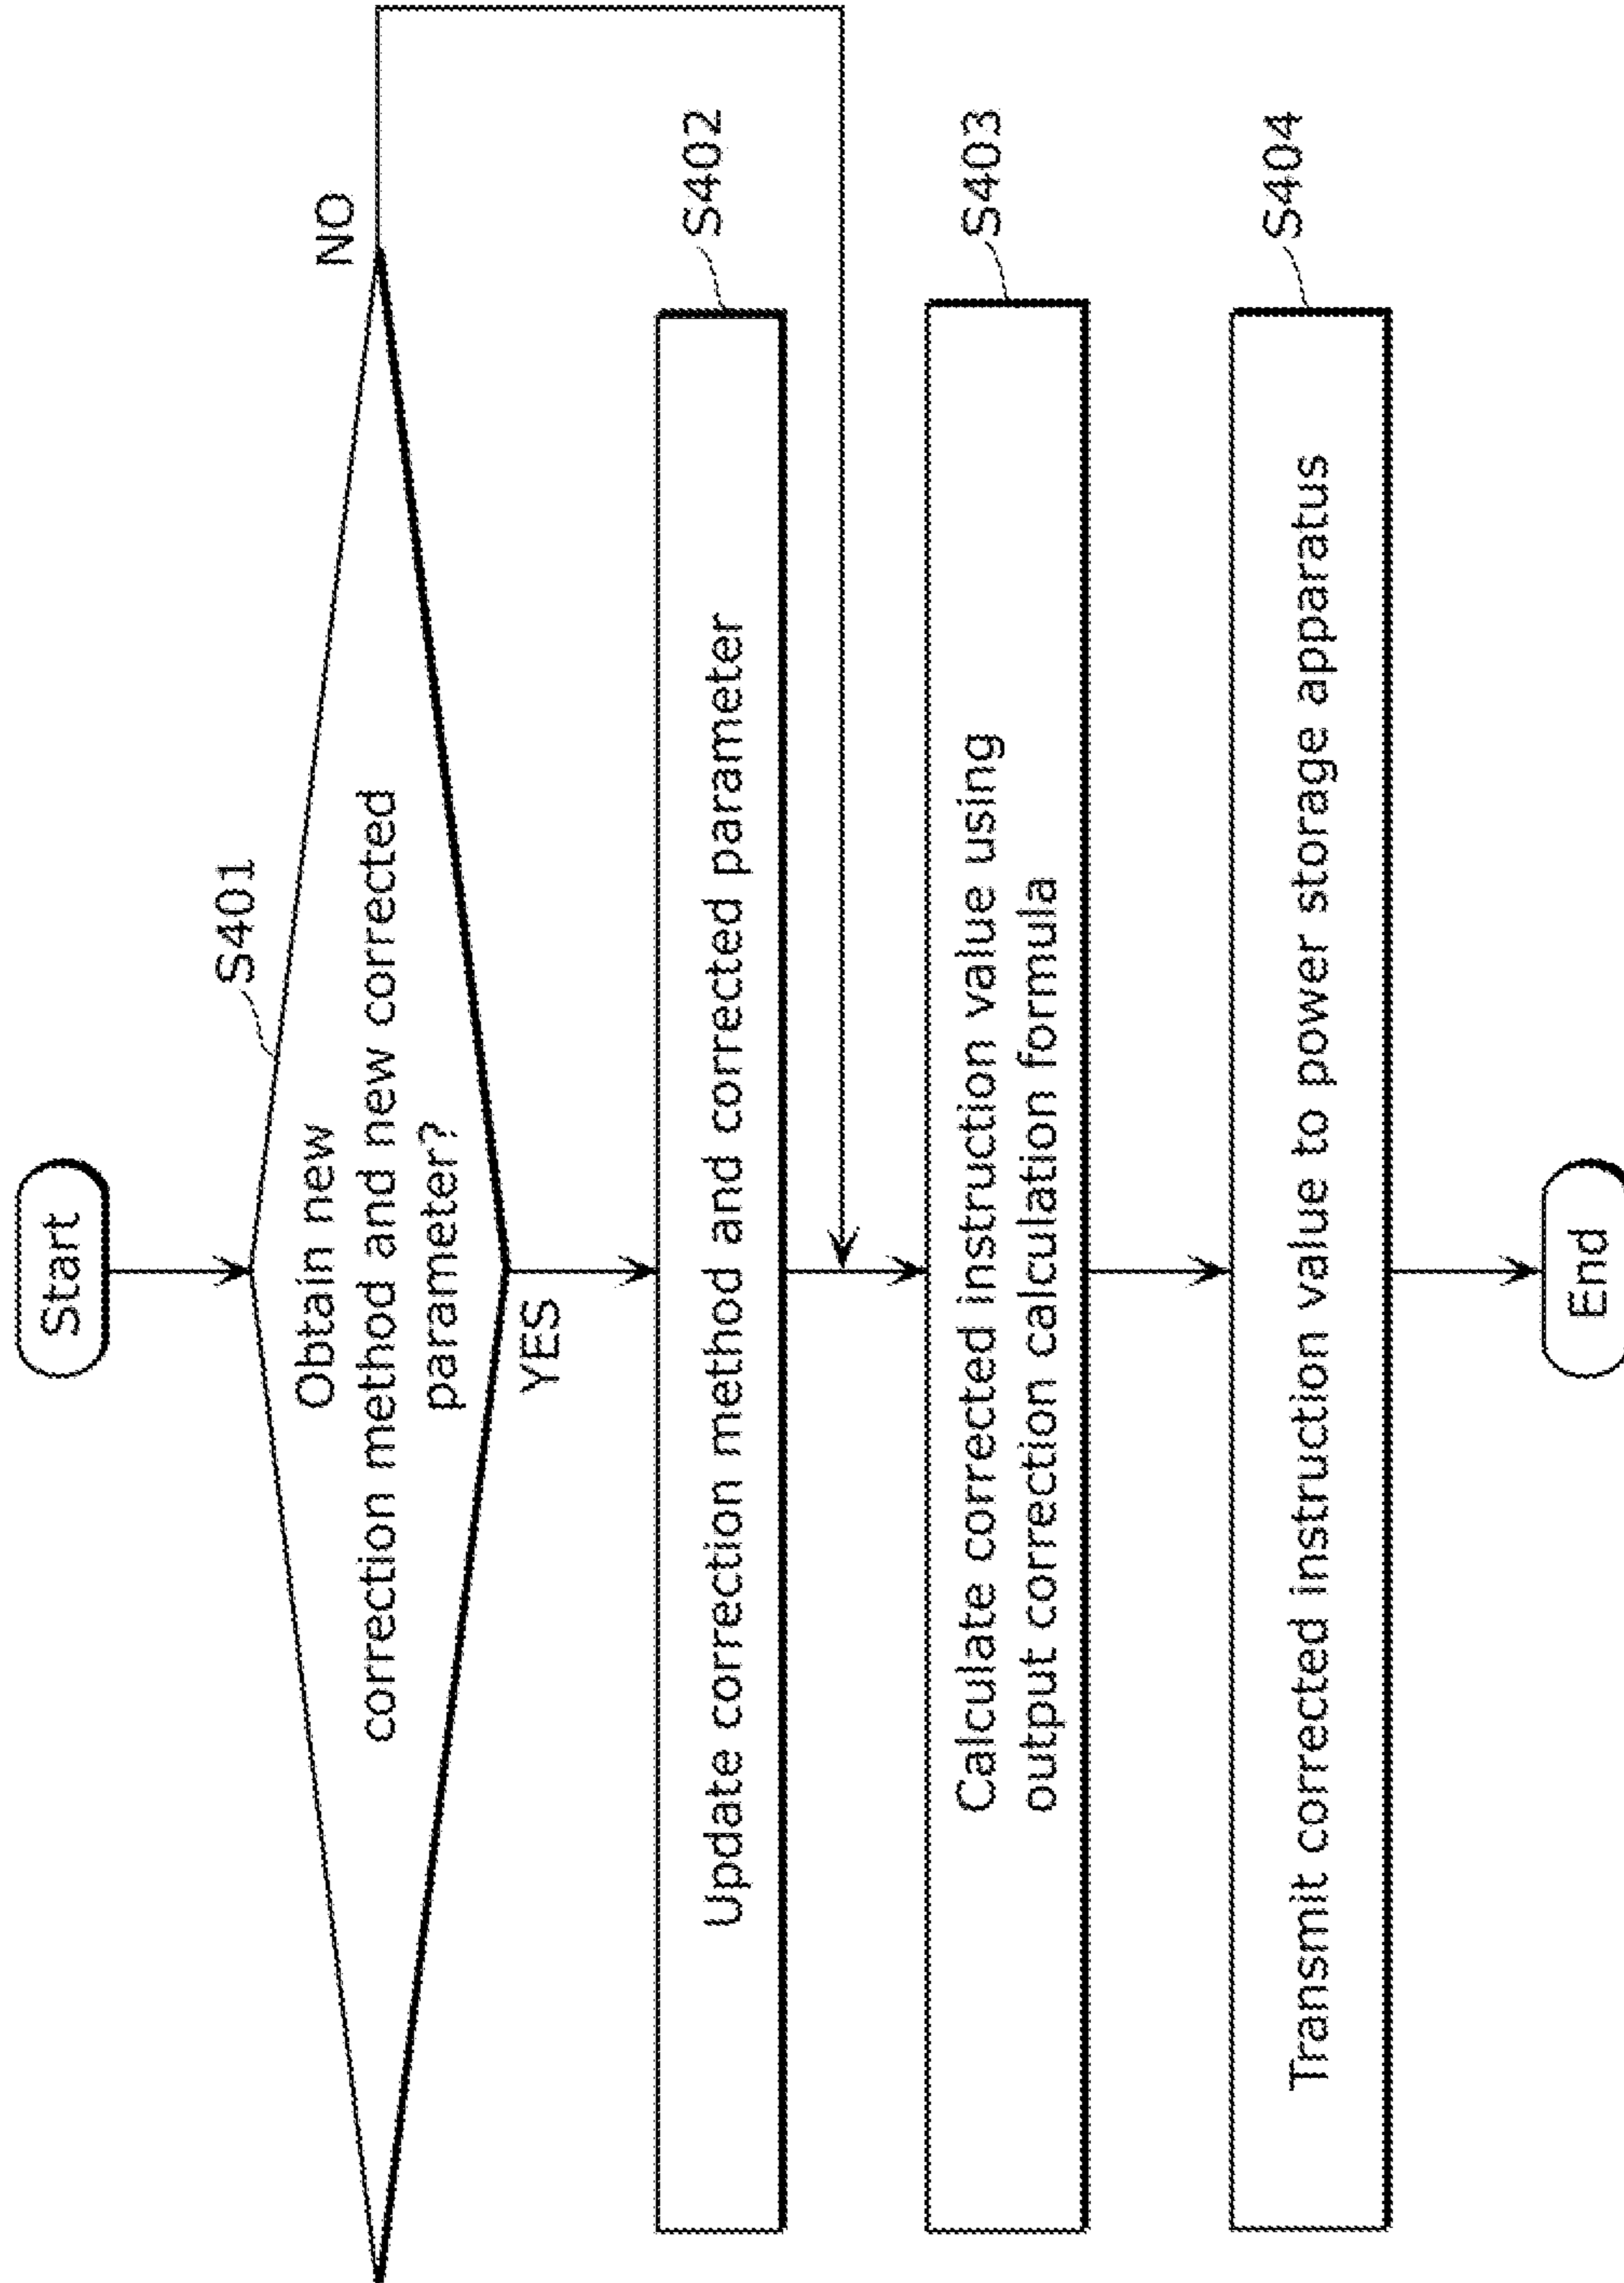 Start
S401
Obtain new
correction method and new corrected
parameter?
NO
YES
S402
Update correction method and corrected parameter
S403
Calculate corrected instruction value using
output correction calculation formula
S404
Transmit corrected instruction value to power storage apparatus
End